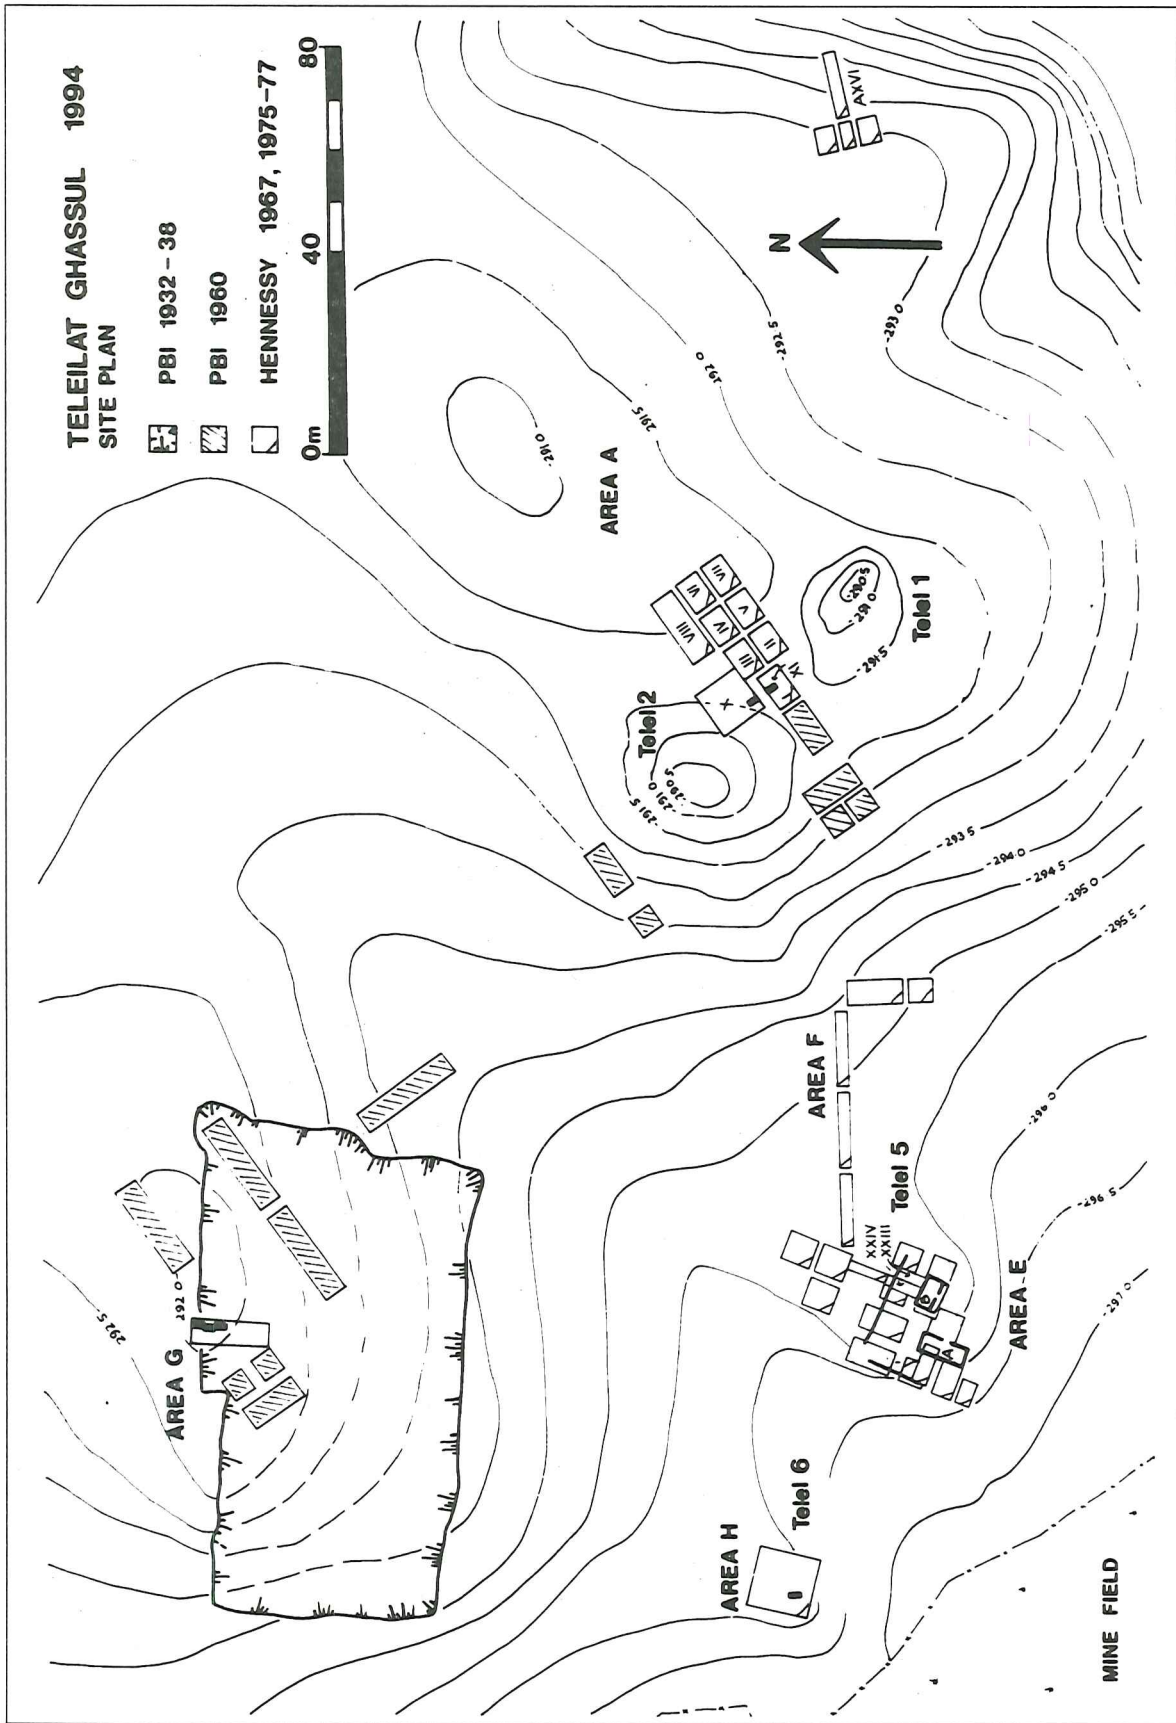 TELEILAT GHASSUL 1994
SITE PLAN
PBI 1932-38
PBI 1960
HENNESSY 1967, 1975-77
0m 40 80
N
AREA G
292.0
-292.5
AREA A
-291.0
-291.5
-292.0
-292.5
-293.0
AXVI
Telel 2
-291.5
-291.0
-290.5
X
VIII
VI
VII
IV
V
III
II
XI
Telel 1
-290.5
-291.0
-291.5
-293.5
-294.0
-294.5
-295.0
-295.5
-296.0
-296.5
-297.0
AREA F
Telel 5
XXIV
XXIII
A
B
AREA E
AREA H
Telel 6
MINE FIELD